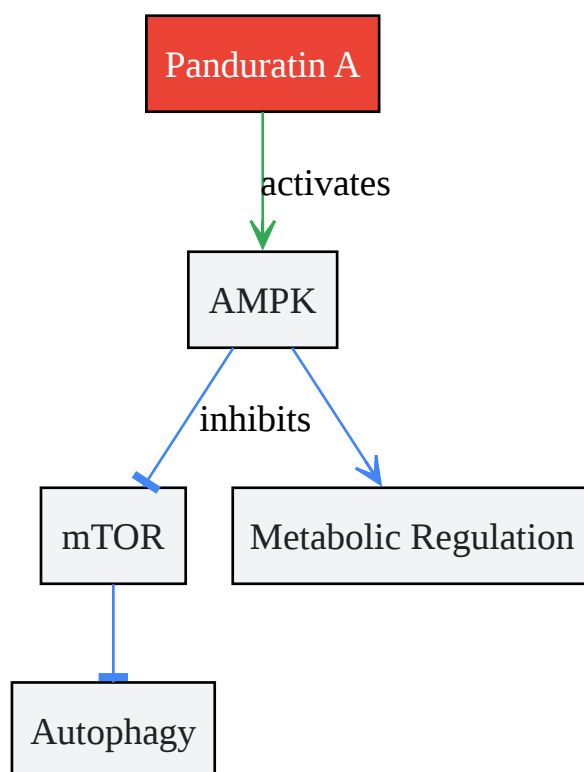 Panduratin A
activates
AMPK
inhibits
mTOR
Metabolic Regulation
Autophagy